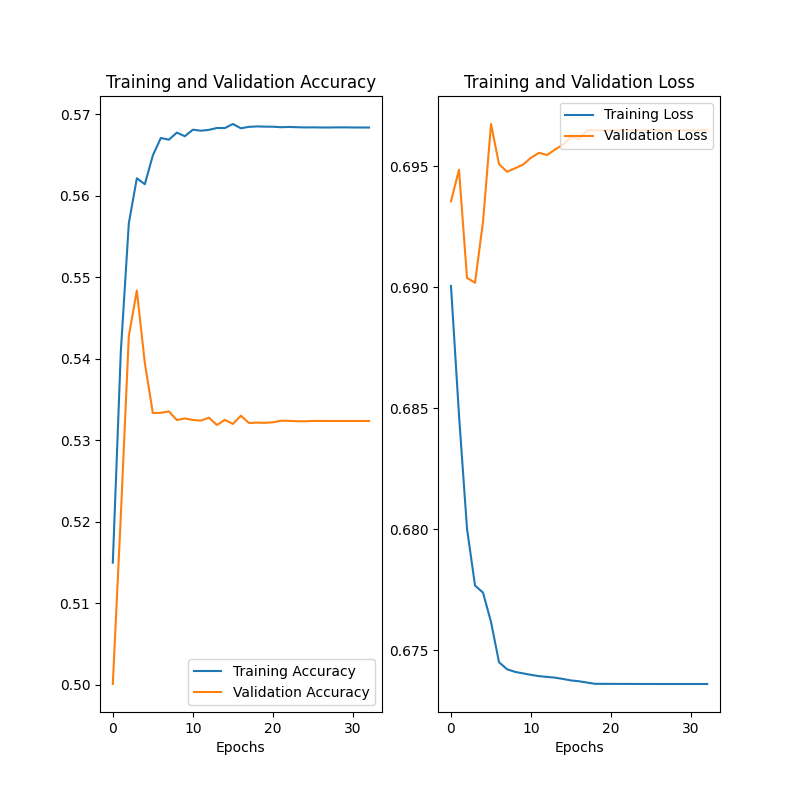 Training and Validation Accuracy
0.57
0.56
0.55
0.54
0.53
0.52
0.51
0.50
0
10
20
30
Epochs
Training Accuracy
Validation Accuracy
Training and Validation Loss
0.695
0.690
0.685
0.680
0.675
0
10
20
30
Epochs
Training Loss
Validation Loss